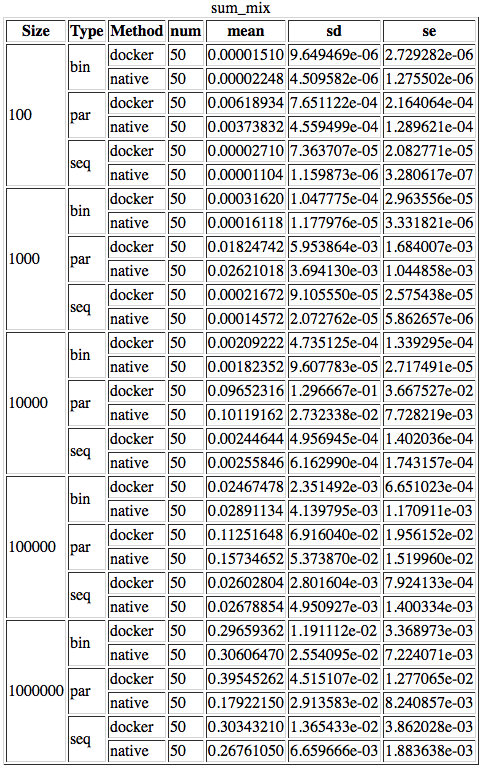 sum_mix
Size Type Method num mean sd se
100 bin docker 50 0.00001510 9.649469e-06 2.729282e-06
native 50 0.00002248 4.509582e-06 1.275502e-06
par docker 50 0.00618934 7.651122e-04 2.164064e-04
native 50 0.00373832 4.559499e-04 1.289621e-04
seq docker 50 0.00002710 7.363707e-05 2.082771e-05
native 50 0.00001104 1.159873e-06 3.280617e-07
1000 bin docker 50 0.00031620 1.047775e-04 2.963556e-05
native 50 0.00016118 1.177976e-05 3.331821e-06
par docker 50 0.01824742 5.953864e-03 1.684007e-03
native 50 0.02621018 3.694130e-03 1.044858e-03
seq docker 50 0.00021672 9.105550e-05 2.575438e-05
native 50 0.00014572 2.072762e-05 5.862657e-06
10000 bin docker 50 0.00209222 4.735125e-04 1.339295e-04
native 50 0.00182352 9.607783e-05 2.717491e-05
par docker 50 0.09652316 1.296667e-01 3.667527e-02
native 50 0.10119162 2.732338e-02 7.728219e-03
seq docker 50 0.00244644 4.956945e-04 1.402036e-04
native 50 0.00255846 6.162990e-04 1.743157e-04
100000 bin docker 50 0.02467478 2.351492e-03 6.651023e-04
native 50 0.02891134 4.139795e-03 1.170911e-03
par docker 50 0.11251648 6.916040e-02 1.956152e-02
native 50 0.15734652 5.373870e-02 1.519960e-02
seq docker 50 0.02602804 2.801604e-03 7.924133e-04
native 50 0.02678854 4.950927e-03 1.400334e-03
1000000 bin docker 50 0.29659362 1.191112e-02 3.368973e-03
native 50 0.30606470 2.554095e-02 7.224071e-03
par docker 50 0.39545262 4.515107e-02 1.277065e-02
native 50 0.17922150 2.913582e-02 8.240857e-03
seq docker 50 0.30343210 1.365433e-02 3.862028e-03
native 50 0.26761050 6.659666e-03 1.883638e-03